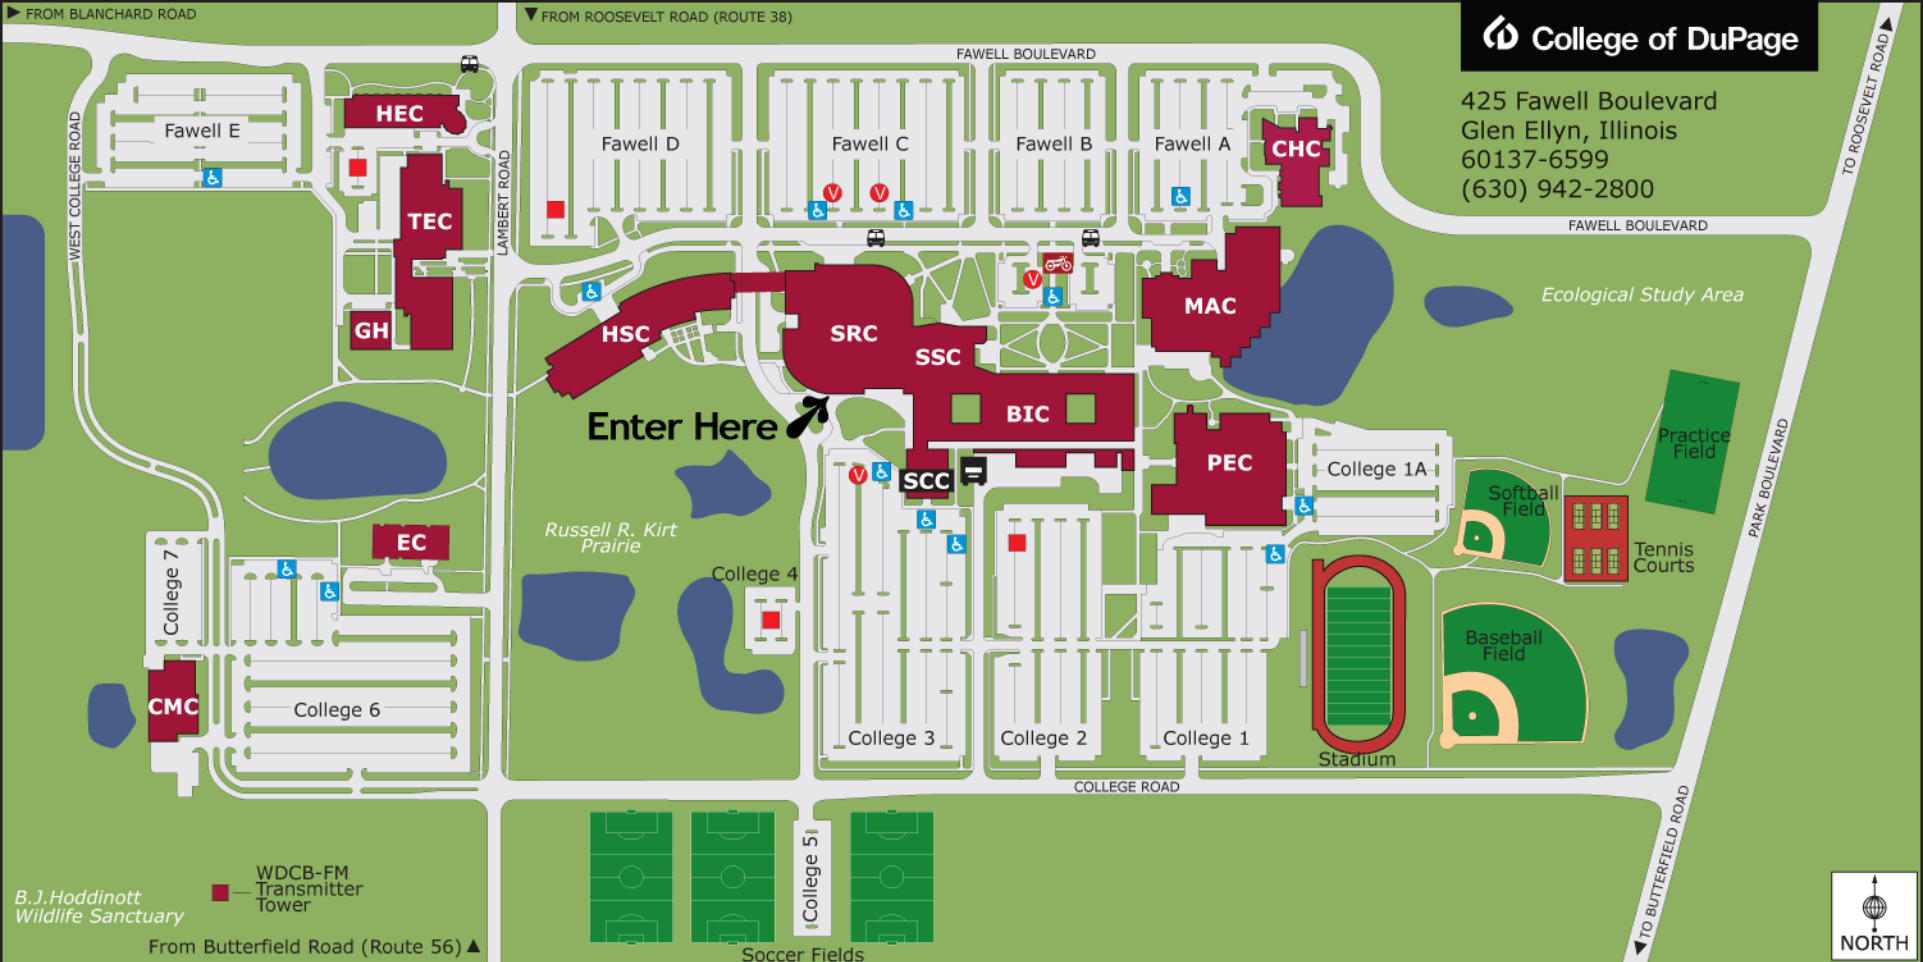 FROM BLANCHARD ROAD
FROM ROOSEVELT ROAD (ROUTE 38)
FAWELL BOULEVARD
College of DuPage
425 Fawell Boulevard
Glen Ellyn, Illinois
60137-6599
(630) 942-2800
TO ROOSEVELT ROAD
WEST COLLEGE ROAD
Fawell E
HEC
LAMBERT ROAD
Fawell D
Fawell C
Fawell B
Fawell A
CHC
V
V
TEC
FAWELL BOULEVARD
GH
HSC
SRC
SSC
V
MAC
Ecological Study Area
Enter Here
BIC
PEC
College 1A
Practice
Field
PARK BOULEVARD
V
SCC
Softball
Field
Tennis
Courts
Russell R. Kirt
Prairie
EC
College 7
College 4
Baseball
Field
CMC
College 6
College 3
College 2
College 1
Stadium
COLLEGE ROAD
College 5
Soccer Fields
WDCB-FM
Transmitter
Tower
B.J.Hoddinott
Wildlife Sanctuary
From Butterfield Road (Route 56)
TO BUTTERFIELD ROAD
NORTH